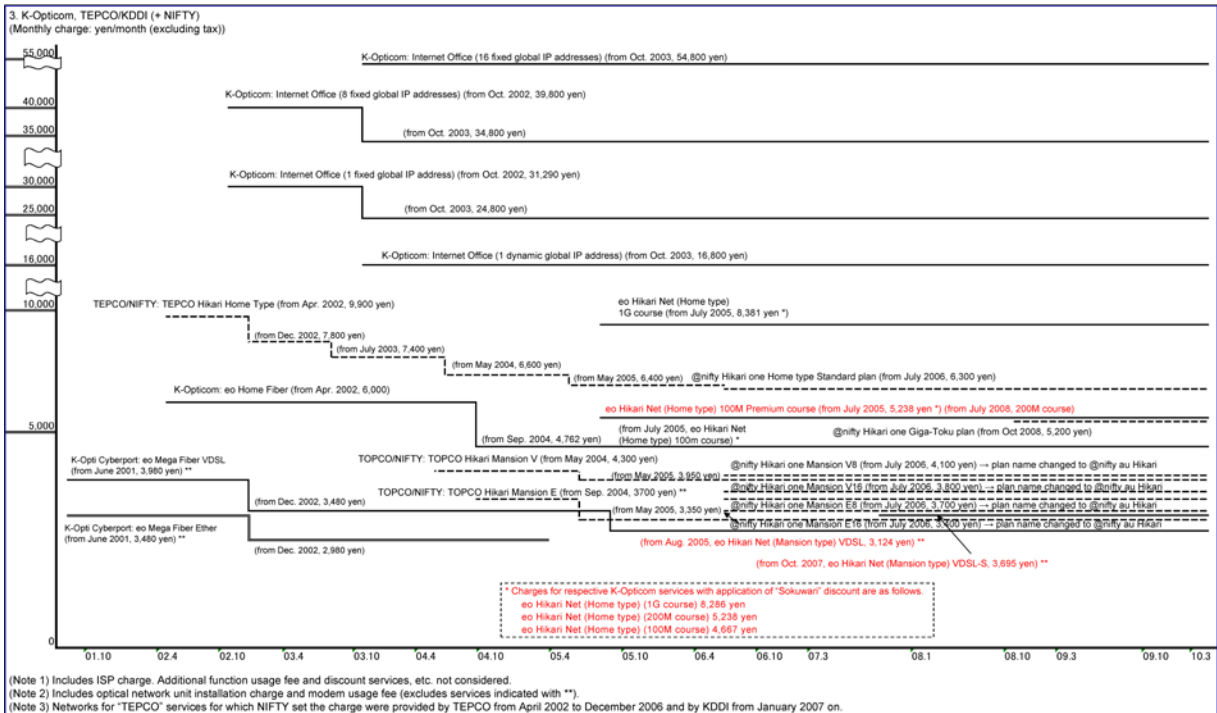 3. K-Opticom, TEPCO/KDDI (+ NIFTY)
(Monthly charge: yen/month (excluding tax))
55,000
K-Opticom: Internet Office (16 fixed global IP addresses) (from Oct. 2003, 54,800 yen)
K-Opticom: Internet Office (8 fixed global IP addresses) (from Oct. 2002, 39,800 yen)
40,000
35,000
(from Oct. 2003, 34,800 yen)
K-Opticom: Internet Office (1 fixed global IP address) (from Oct. 2002, 31,290 yen)
30,000
25,000
(from Oct. 2003, 24,800 yen)
K-Opticom: Internet Office (1 dynamic global IP address) (from Oct. 2003, 16,800 yen)
16,000
10,000
TEPCO/NIFTY: TEPCO Hikari Home Type (from Apr. 2002, 9,900 yen)
eo Hikari Net (Home type)
1G course (from July 2005, 8,381 yen *)
(from Dec. 2002, 7,800 yen)
(from July 2003, 7,400 yen)
(from May 2004, 6,600 yen)
(from May 2005, 6,400 yen)
@nifty Hikari one Home type Standard plan (from July 2006, 6,300 yen)
K-Opticom: eo Home Fiber (from Apr. 2002, 6,000)
eo Hikari Net (Home type) 100M Premium course (from July 2005, 5,238 yen *) (from July 2008, 200M course)
5,000
(from Sep. 2004, 4,762 yen)
(from July 2005, eo Hikari Net
(Home type) 100m course) *
@nifty Hikari one Giga-Toku plan (from Oct 2008, 5,200 yen)
K-Opti Cyberport: eo Mega Fiber VDSL
(from June 2001, 3,980 yen) **
TOPCO/NIFTY: TOPCO Hikari Mansion V (from May 2004, 4,300 yen)
(from May 2005, 3,950 yen)
@nifty Hikari one Mansion V8 (from July 2006, 4,100 yen) → plan name changed to @nifty au Hikari
@nifty Hikari one Mansion V16 (from July 2006, 3,800 yen) → plan name changed to @nifty au Hikari
TOPCO/NIFTY: TOPCO Hikari Mansion E (from Sep. 2004, 3700 yen) **
(from Dec. 2002, 3,480 yen)
(from May 2005, 3,350 yen)
@nifty Hikari one Mansion E8 (from July 2006, 3,700 yen) → plan name changed to @nifty au Hikari
@nifty Hikari one Mansion E16 (from July 2006, 3,400 yen) → plan name changed to @nifty au Hikari
K-Opti Cyberport: eo Mega Fiber Ether
(from June 2001, 3,480 yen) **
(from Dec. 2002, 2,980 yen)
(from Aug. 2005, eo Hikari Net (Mansion type) VDSL, 3,124 yen) **
(from Oct. 2007, eo Hikari Net (Mansion type) VDSL-S, 3,695 yen) **
* Charges for respective K-Opticom services with application of "Sokuwari" discount are as follows.
eo Hikari Net (Home type) (1G course) 8,286 yen
eo Hikari Net (Home type) (200M course) 5,238 yen
eo Hikari Net (Home type) (100M course) 4,667 yen
0
01.10 02.4 02.10 03.4 03.10 04.4 04.10 05.4 05.10 06.4 06.10 07.3 08.1 08.10 09.3 09.10 10.3
(Note 1) Includes ISP charge. Additional function usage fee and discount services, etc. not considered.
(Note 2) Includes optical network unit installation charge and modem usage fee (excludes services indicated with **).
(Note 3) Networks for "TEPCO" services for which NIFTY set the charge were provided by TEPCO from April 2002 to December 2006 and by KDDI from January 2007 on.